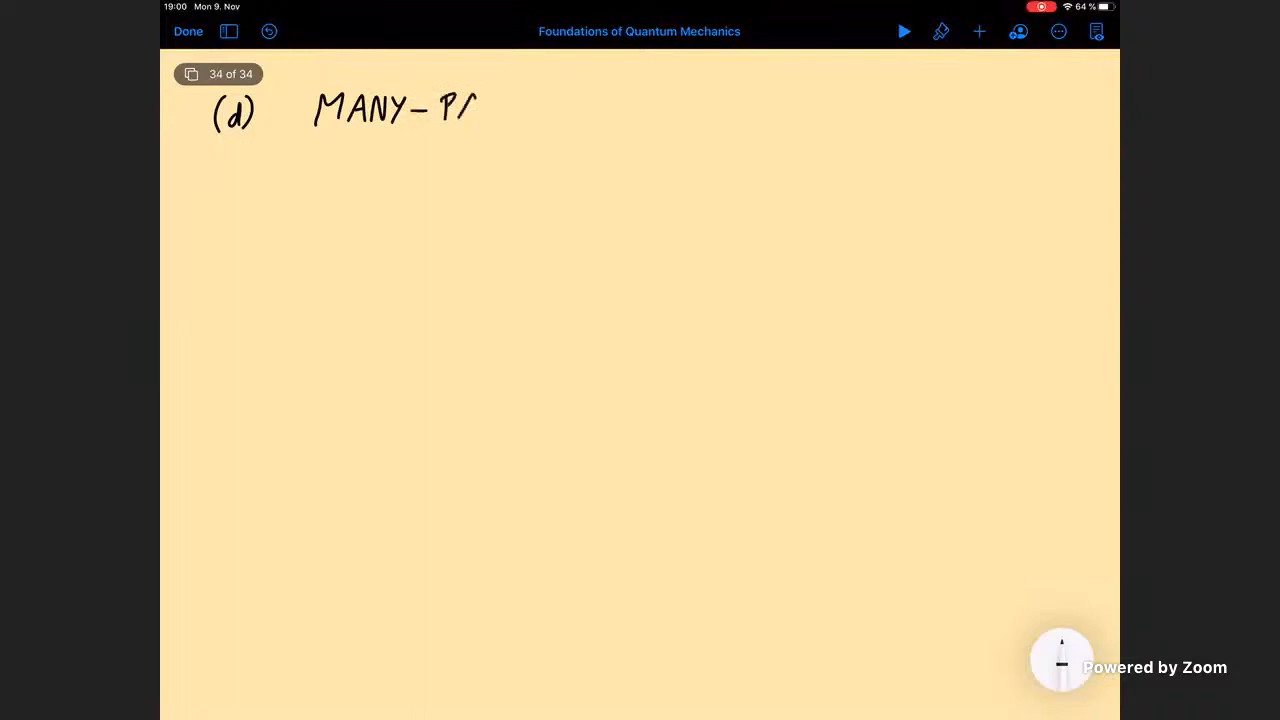 19:00 Mon 9. Nov 64 %
Done Foundations of Quantum Mechanics
34 of 34
(d) MANY-P
Powered by Zoom